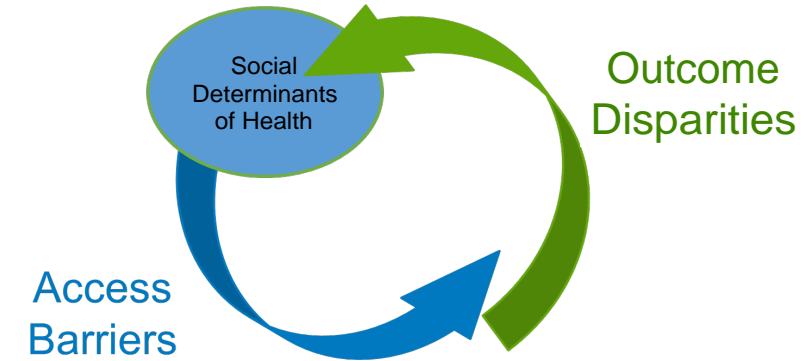 Social
Determinants
of Health
Outcome
Disparities
Access
Barriers